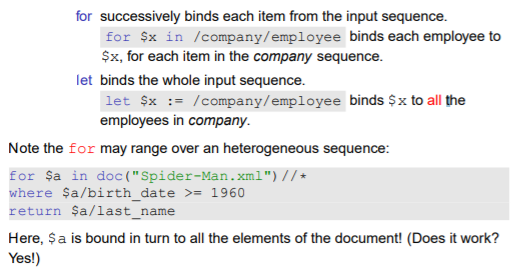 for successively binds each item from the input sequence.
for $x in /company/employee binds each employee to
$x, for each item in the company sequence.
let binds the whole input sequence.
let $x := /company/employee binds $x to all the
employees in company.
Note the for may range over an heterogeneous sequence:
for $a in doc("Spider-Man.xml")//*
where $a/birth_date >= 1960
return $a/last_name
Here, $a is bound in turn to all the elements of the document! (Does it work?
Yes!)